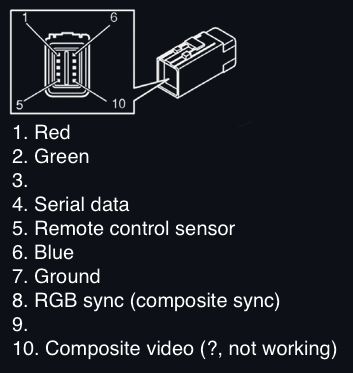 1 6
5 10
1. Red
2. Green
3.
4. Serial data
5. Remote control sensor
6. Blue
7. Ground
8. RGB sync (composite sync)
9.
10. Composite video (?, not working)